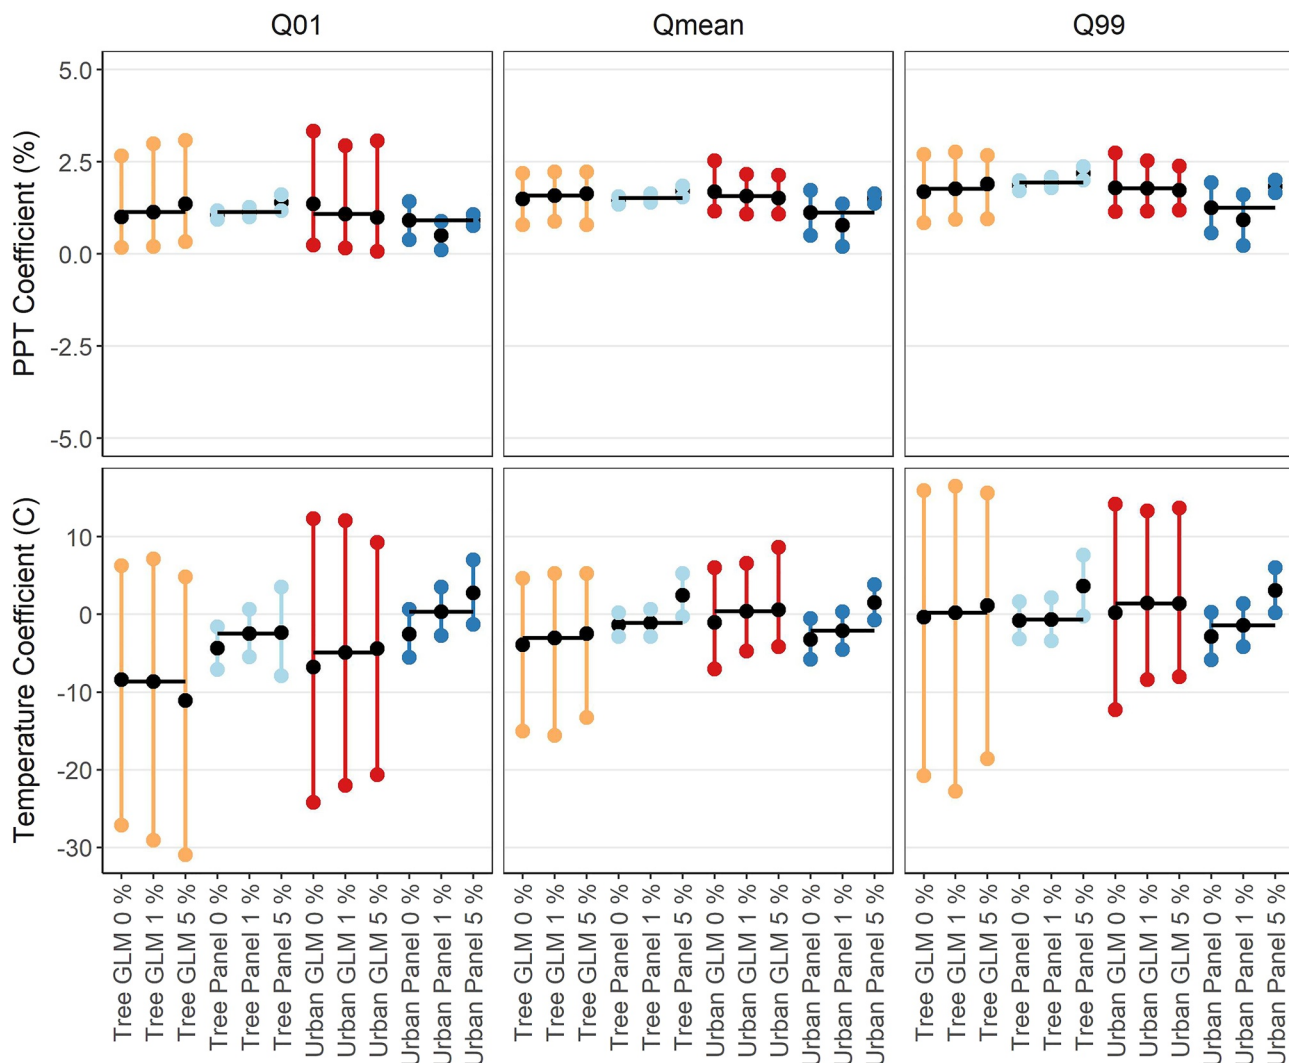 Q01 Qmean Q99
PPT Coefficient (%)
5.0
2.5
0.0
-2.5
-5.0
Temperature Coefficient (C)
10
0
-10
-20
-30
Tree GLM 0 %
Tree GLM 1 %
Tree GLM 5 %
Tree Panel 0 %
Tree Panel 1 %
Tree Panel 5 %
Urban GLM 0 %
Urban GLM 1 %
Urban GLM 5 %
Urban Panel 0 %
Urban Panel 1 %
Urban Panel 5 %
Tree GLM 0 %
Tree GLM 1 %
Tree GLM 5 %
Tree Panel 0 %
Tree Panel 1 %
Tree Panel 5 %
Urban GLM 0 %
Urban GLM 1 %
Urban GLM 5 %
Urban Panel 0 %
Urban Panel 1 %
Urban Panel 5 %
Tree GLM 0 %
Tree GLM 1 %
Tree GLM 5 %
Tree Panel 0 %
Tree Panel 1 %
Tree Panel 5 %
Urban GLM 0 %
Urban GLM 1 %
Urban GLM 5 %
Urban Panel 0 %
Urban Panel 1 %
Urban Panel 5 %